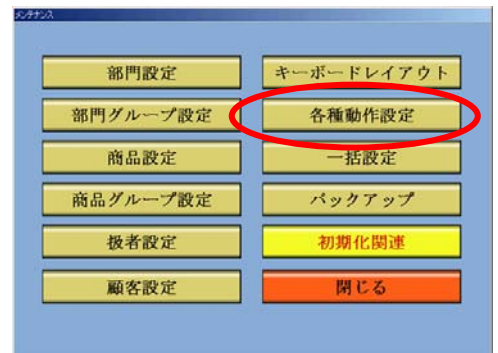 メンテナンス
部門設定
キーボードレイアウト
部門グループ設定
各種動作設定
商品設定
一括設定
商品グループ設定
バックアップ
扱者設定
初期化関連
顧客設定
閉じる